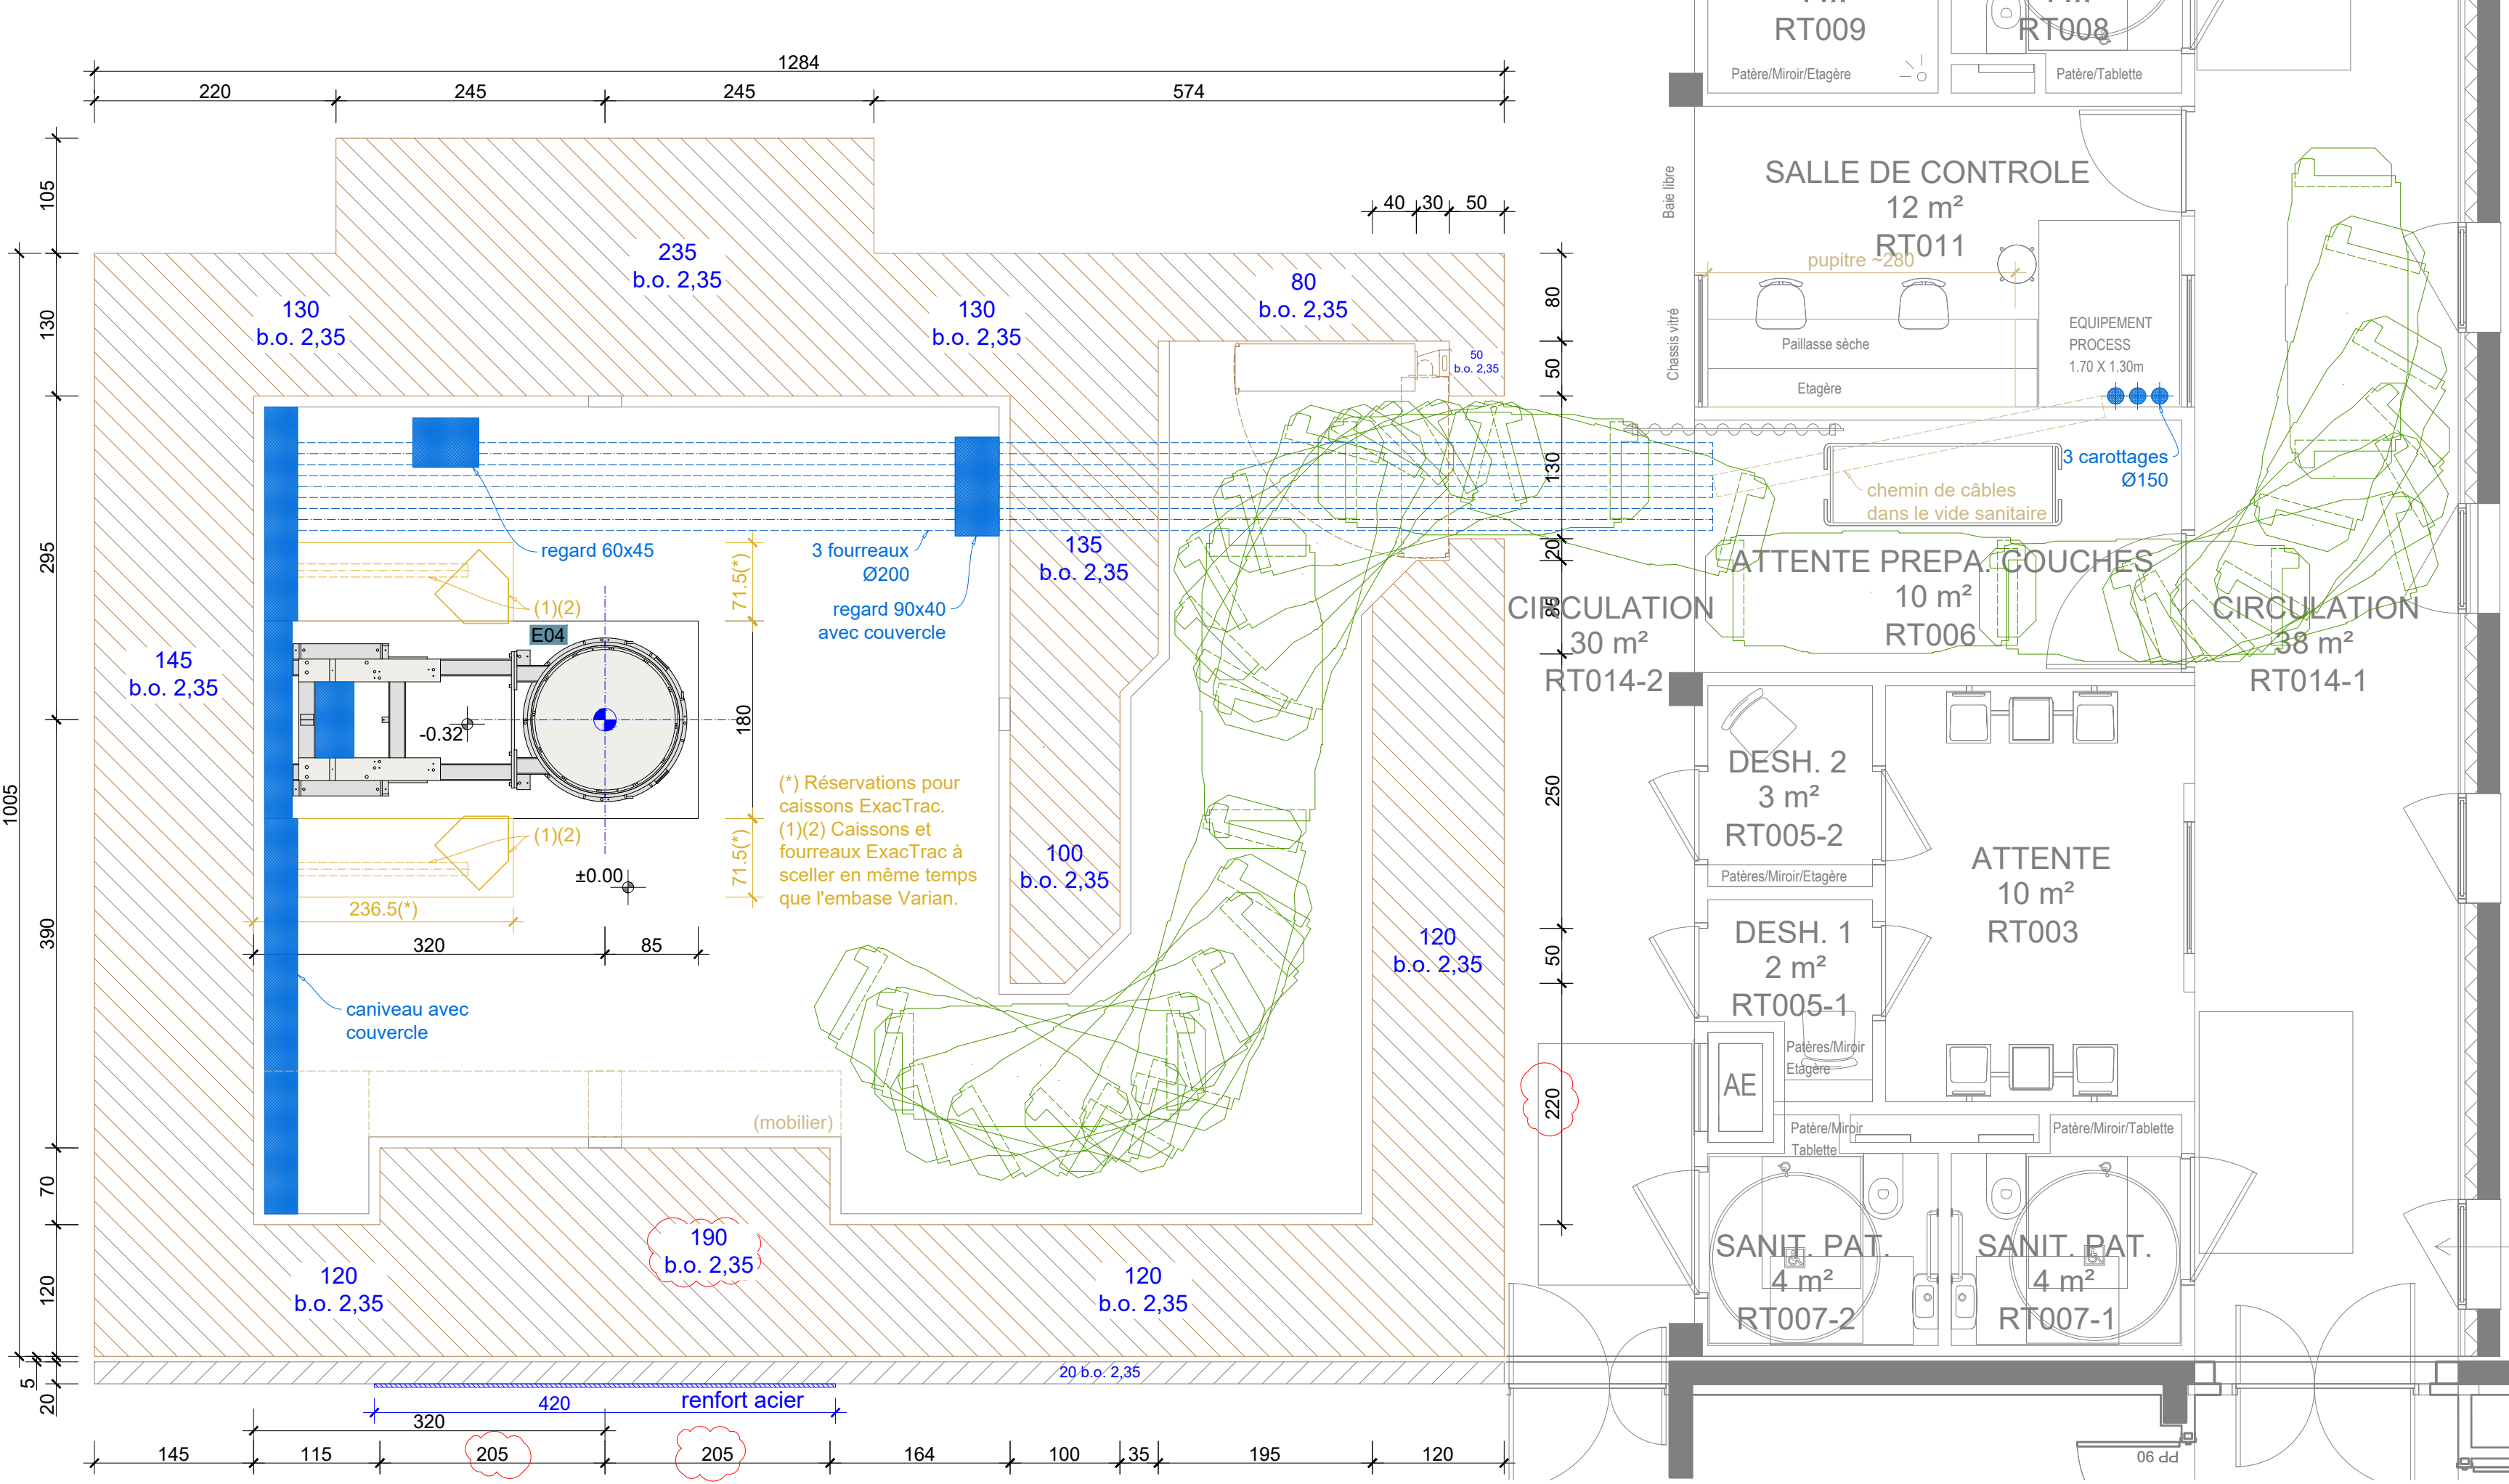 RT009
RT008
Patère/Miroir/Etagère
Patère/Tablette
1284
220
245
245
574
105
130
295
390
70
120
1005
5
20
40
30
50
235
b.o. 2,35
130
b.o. 2,35
130
b.o. 2,35
80
b.o. 2,35
50
b.o. 2,35
80
50
130
20
85
250
50
220
Baie libre
Chassis vitré
SALLE DE CONTROLE
12 m²
RT011
pupitre ~280
Paillasse sèche
Etagère
EQUIPEMENT
PROCESS
1.70 X 1.30m
3 carottages
Ø150
chemin de câbles
dans le vide sanitaire
regard 60x45
3 fourreaux
Ø200
regard 90x40
avec couvercle
71.5(*)
(1)(2)
E04
135
b.o. 2,35
145
b.o. 2,35
-0.32
180
(*) Réservations pour
caissons ExacTrac.
(1)(2) Caissons et
fourreaux ExacTrac à
sceller en même temps
que l'embase Varian.
(1)(2)
71.5(*)
±0.00
236.5(*)
320
85
100
b.o. 2,35
120
b.o. 2,35
caniveau avec
couvercle
(mobilier)
ATTENTE PREPA. COUCHES
10 m²
RT006
CIRCULATION
30 m²
RT014-2
CIRCULATION
38 m²
RT014-1
DESH. 2
3 m²
RT005-2
Patères/Miroir/Etagère
ATTENTE
10 m²
RT003
DESH. 1
2 m²
RT005-1
Patères/Miroir
Etagère
AE
Patère/Miroir
Tablette
Patère/Miroir/Tablette
SANIT. PAT.
4 m²
RT007-2
SANIT. PAT.
4 m²
RT007-1
190
b.o. 2,35
120
b.o. 2,35
120
b.o. 2,35
20 b.o. 2,35
420
renfort acier
320
145
115
205
205
164
100
35
195
120
PP 90